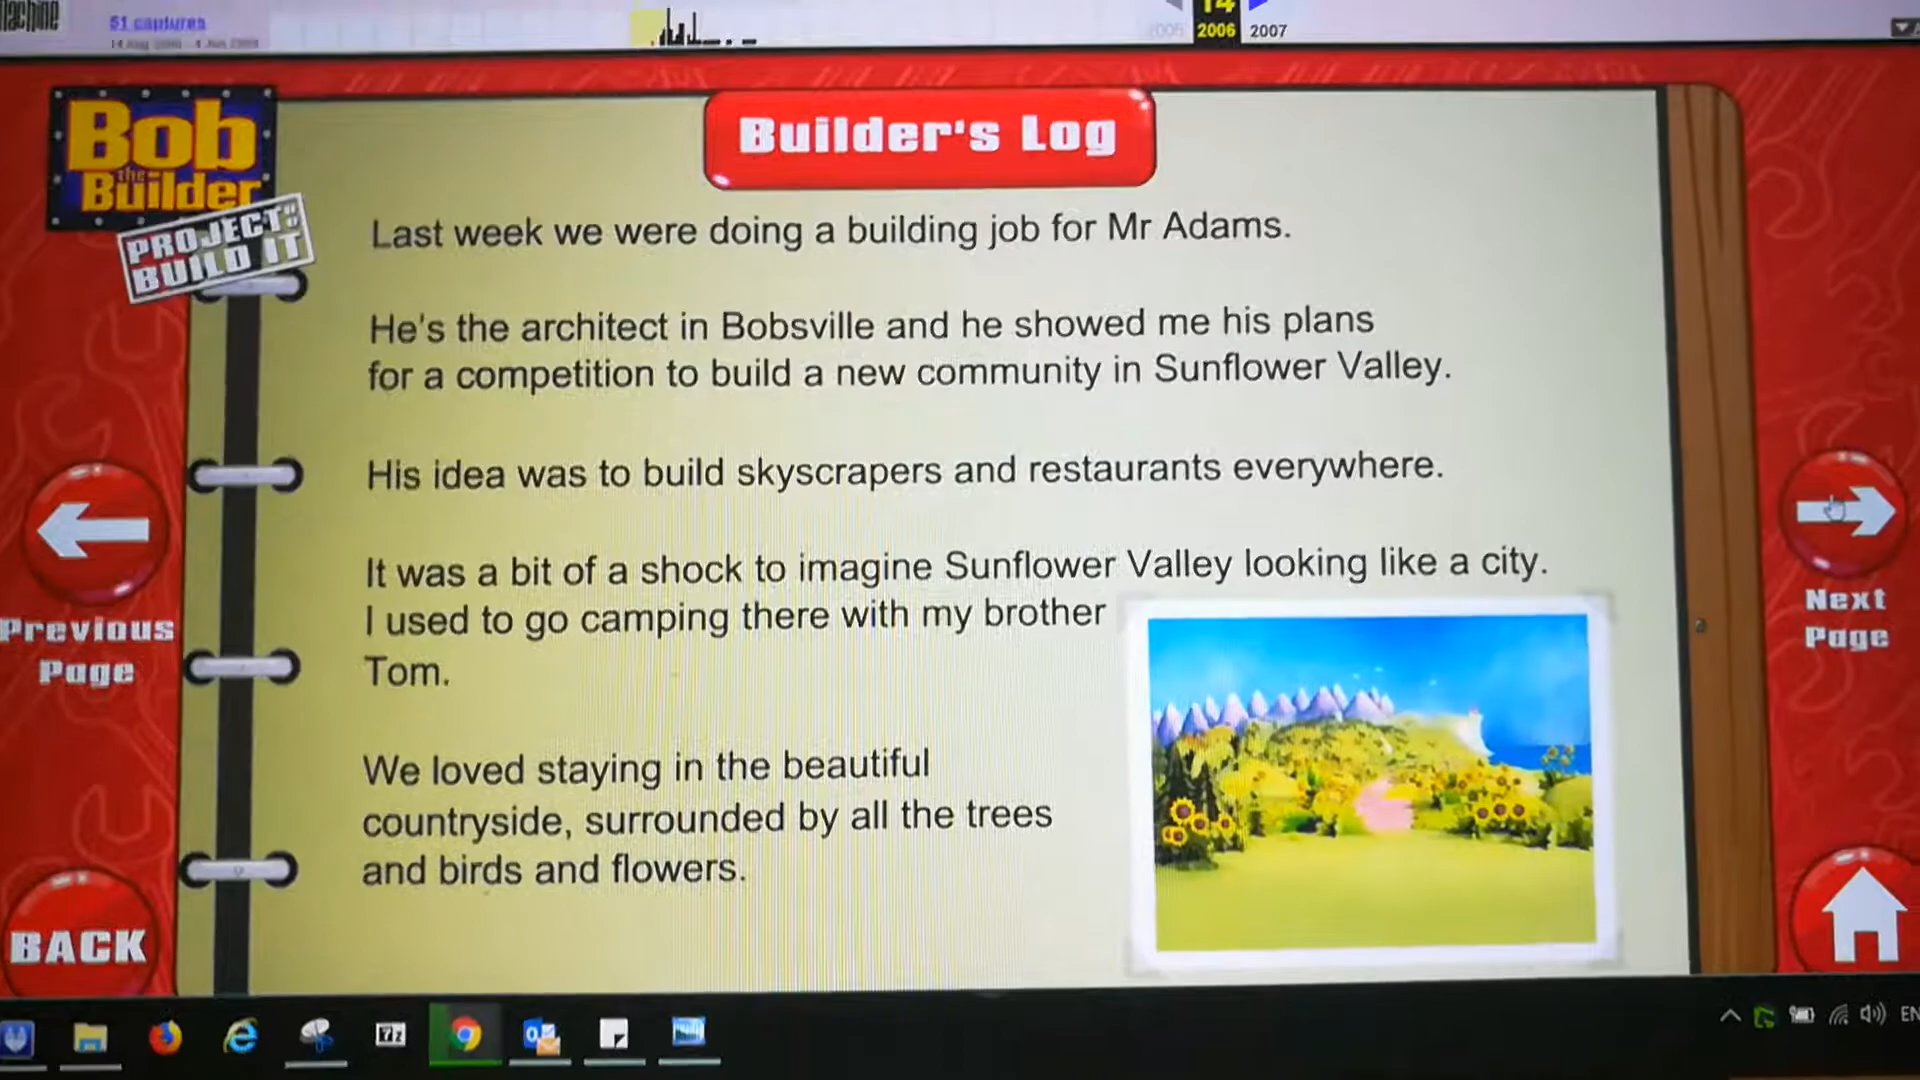 Machine
51 captures
2005
14
2006
2007
Bob
the
Builder
PROJECT:
BUILD IT
Builder's Log
Last week we were doing a building job for Mr Adams.
He's the architect in Bobsville and he showed me his plans
for a competition to build a new community in Sunflower Valley.
His idea was to build skyscrapers and restaurants everywhere.
It was a bit of a shock to imagine Sunflower Valley looking like a city.
I used to go camping there with my brother
Tom.
We loved staying in the beautiful
countryside, surrounded by all the trees
and birds and flowers.
Previous
Page
Next
Page
BACK
7z
EN